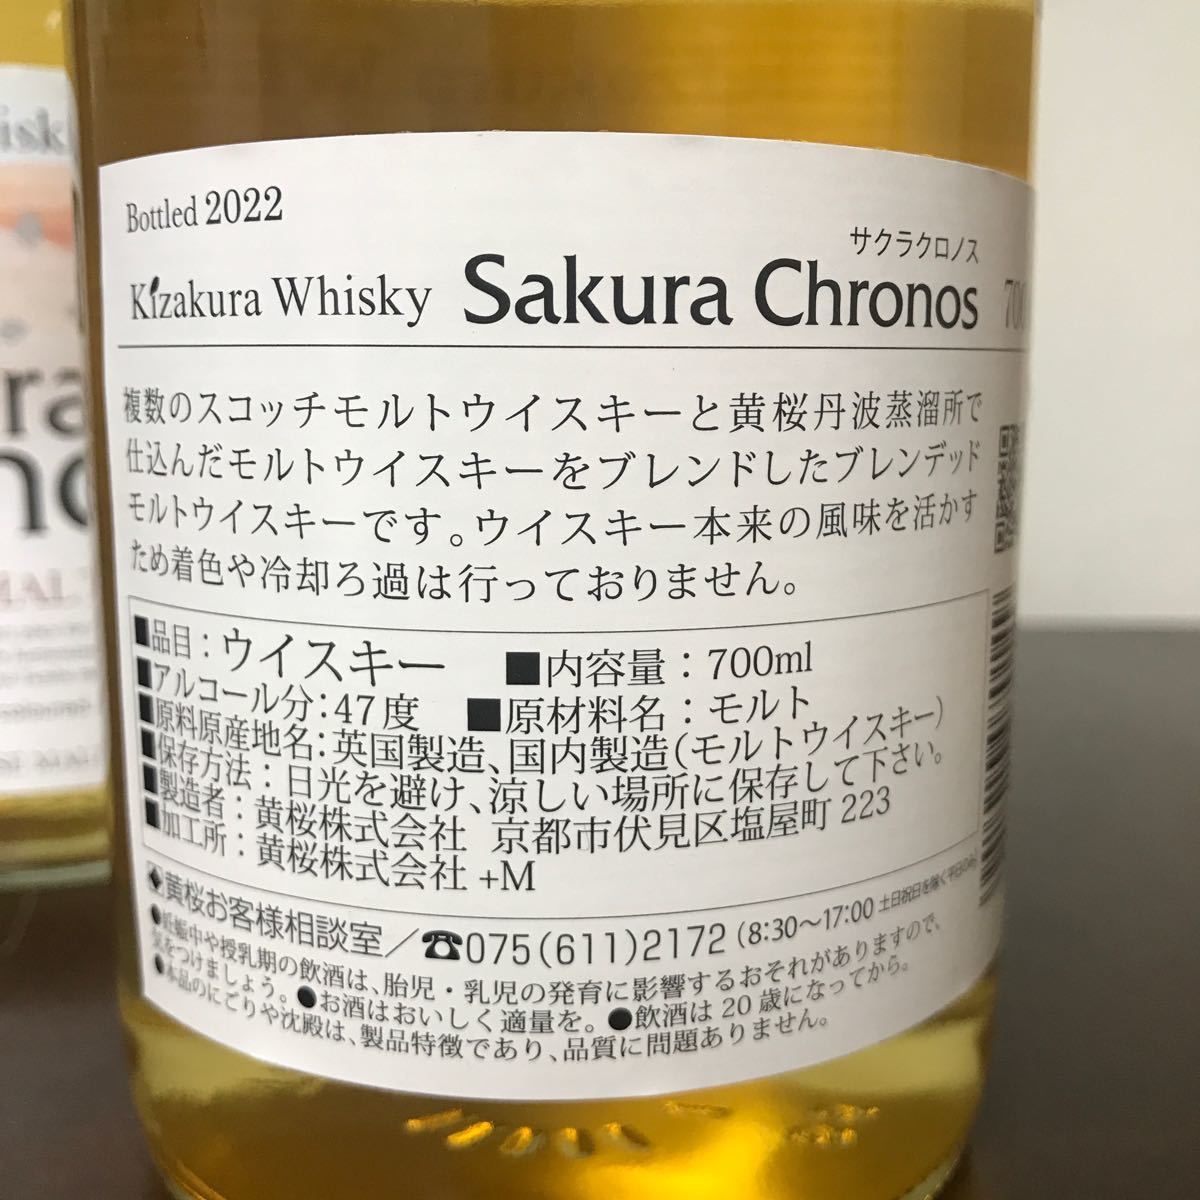 Bottled 2022
サクラクロノス
Kizakura Whisky Sakura Chronos 700
複数のスコッチモルトウイスキーと黄桜丹波蒸溜所で
仕込んだモルトウイスキーをブレンドしたブレンデッド
モルトウイスキーです。ウイスキー本来の風味を活かす
ため着色や冷却ろ過は行っておりません。
■品目：ウイスキー ■内容量：700ml
■アルコール分：47度 ■原材料名：モルト
■原料原産地名：英国製造、国内製造（モルトウイスキー）
■保存方法：日光を避け、涼しい場所に保存して下さい。
■製造者：黄桜株式会社 京都市伏見区塩屋町 223
■加工所：黄桜株式会社 +M
◆黄桜お客様相談室／☎075(611)2172（8:30〜17:00 土日祝日を除く平日のみ）
●妊娠中や授乳期の飲酒は、胎児・乳児の発育に影響するおそれがありますので、
気をつけましょう。●お酒はおいしく適量を。●飲酒は 20 歳になってから。
●本品のにごりや沈殿は、製品特徴であり、品質に問題ありません。